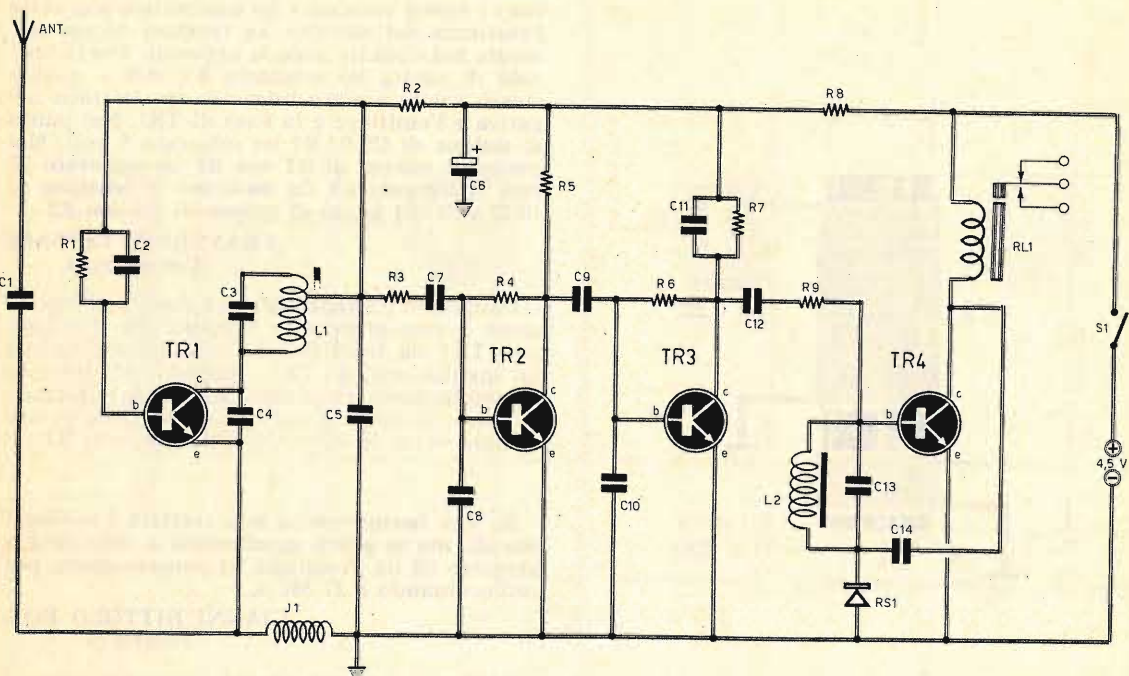 ANT.
R2
R8
C6
+
R5
C11
R7
RL1
R1
C2
C1
C3
L1
R3
C7
R4
C9
R6
C12
R9
S1
TR1
TR2
TR3
TR4
c
b
e
C4
C5
c
b
e
c
b
e
c
b
e
+
4,5 V
−
C8
C10
L2
C13
C14
RS1
J1